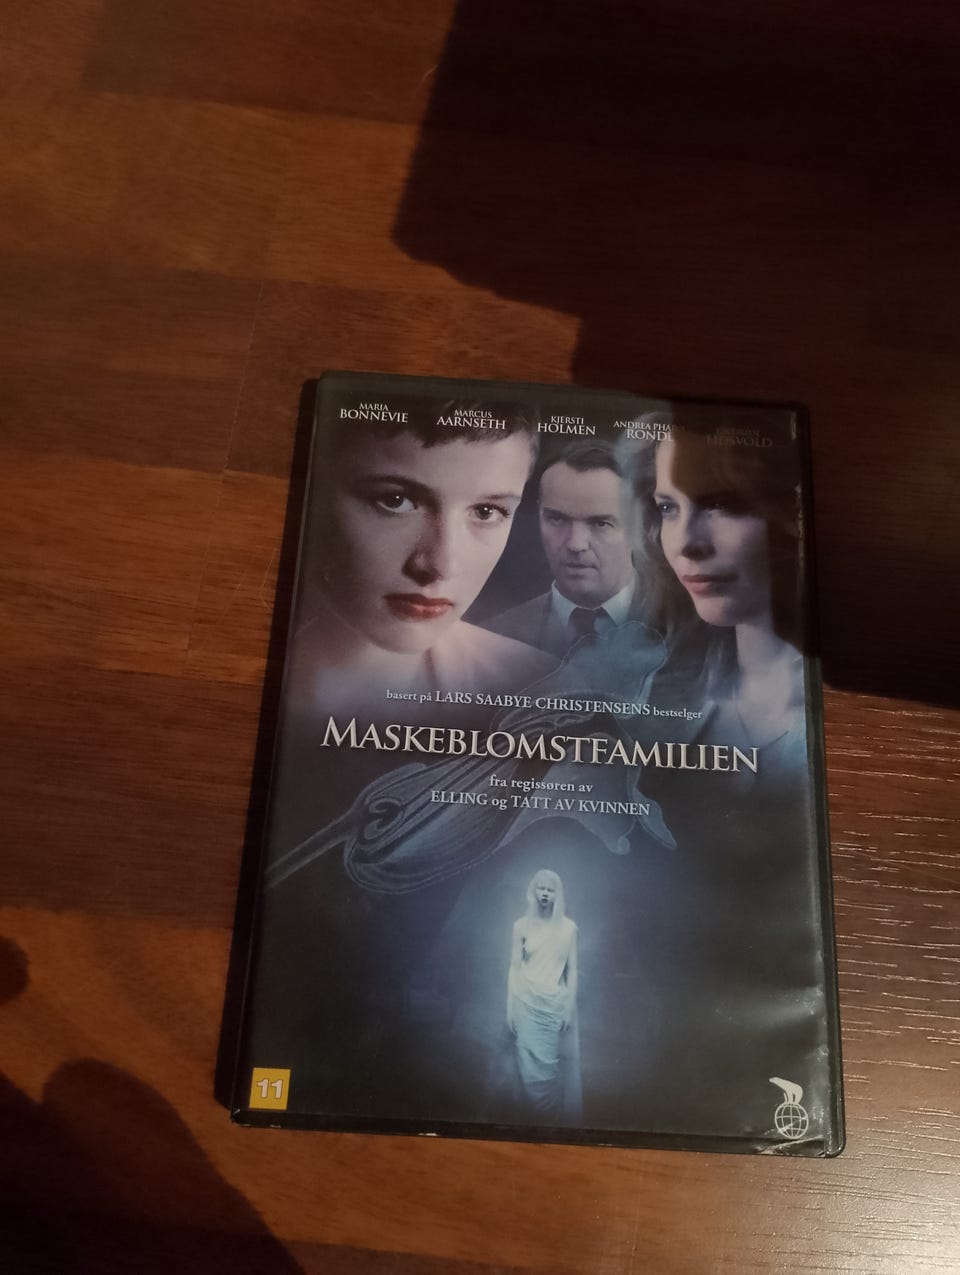 MARIA
BONNEVIE
MARCUS
AARNSETH
KJERSTI
HOLMEN
ANDREA
RONDE
basert på LARS SAABYE CHRISTENSENS bestselger
MASKEBLOMSTFAMILIEN
fra regissøren av
ELLING og TATT AV KVINNEN
11